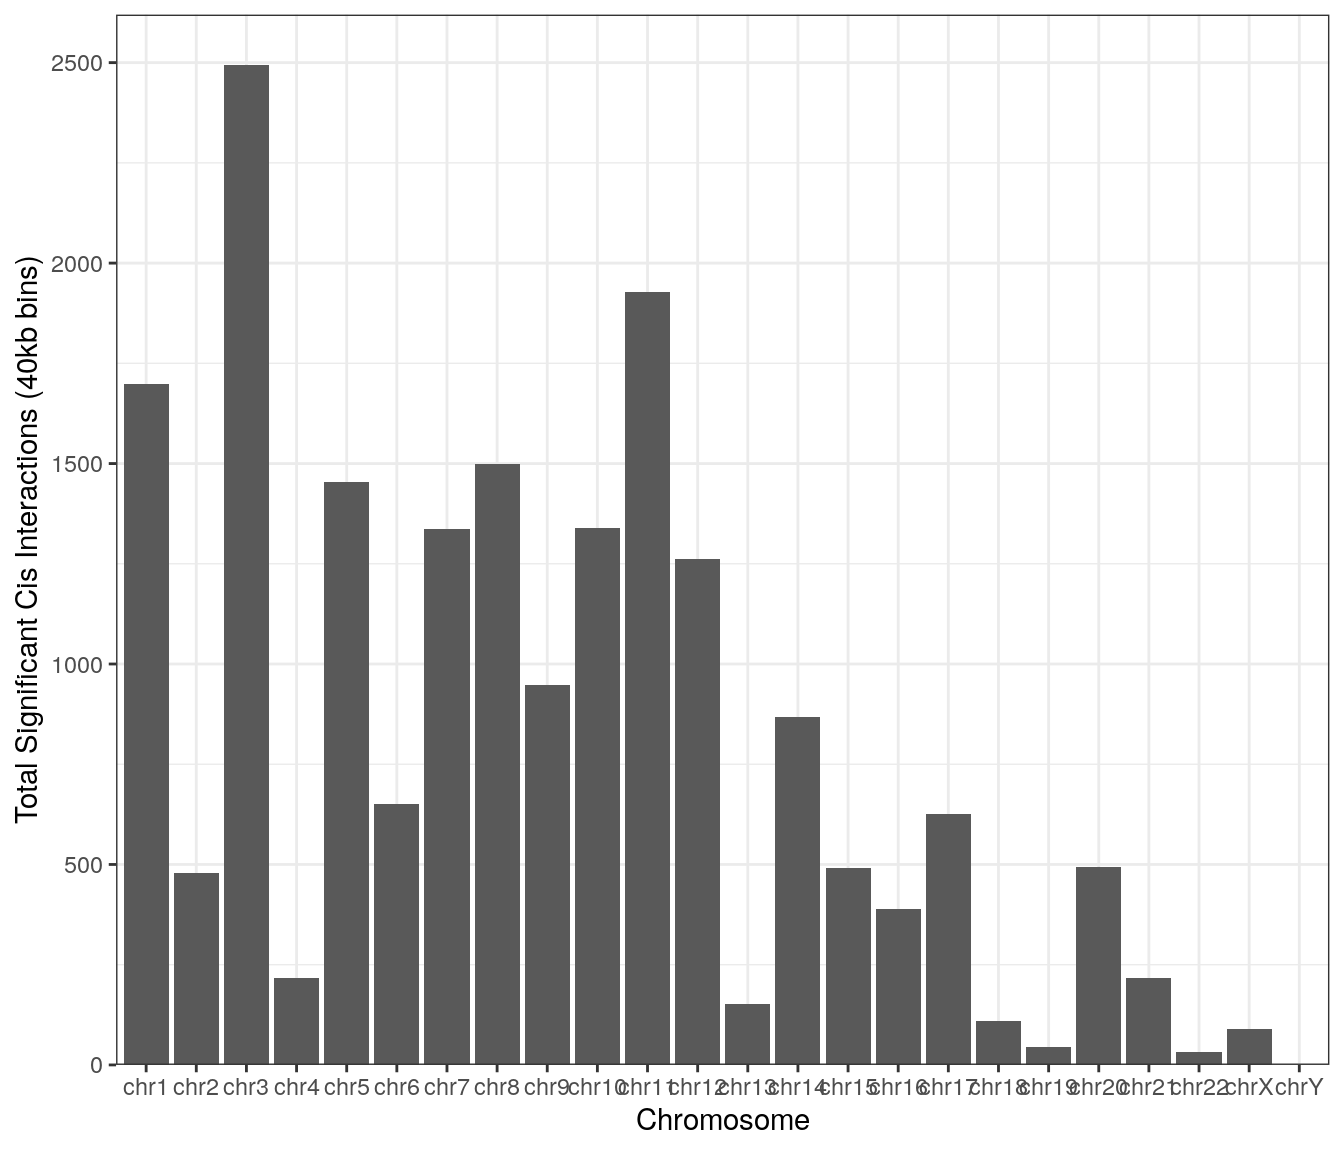 Total Significant Cis Interactions (40kb bins)
2500
2000
1500
1000
500
0
chr1 chr2 chr3 chr4 chr5 chr6 chr7 chr8 chr9 chr10 chr11 chr12 chr13 chr14 chr15 chr16 chr17 chr18 chr19 chr20 chr21 chr22 chrX chrY
Chromosome